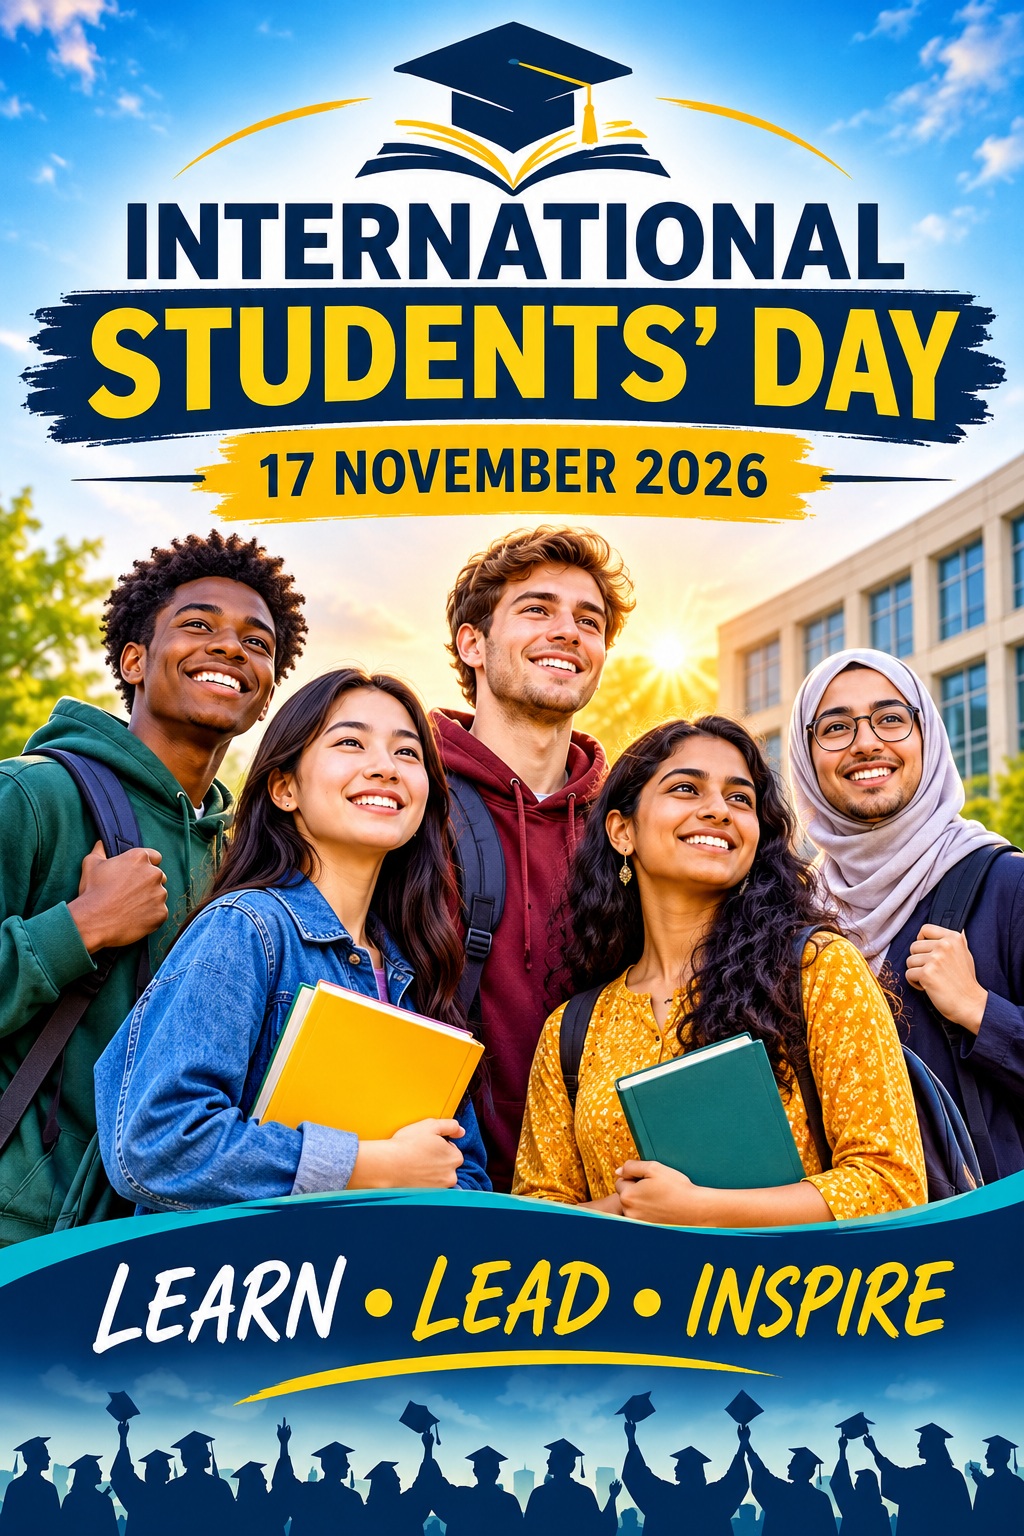 INTERNATIONAL
STUDENTS’ DAY
17 NOVEMBER 2026
LEARN • LEAD • INSPIRE